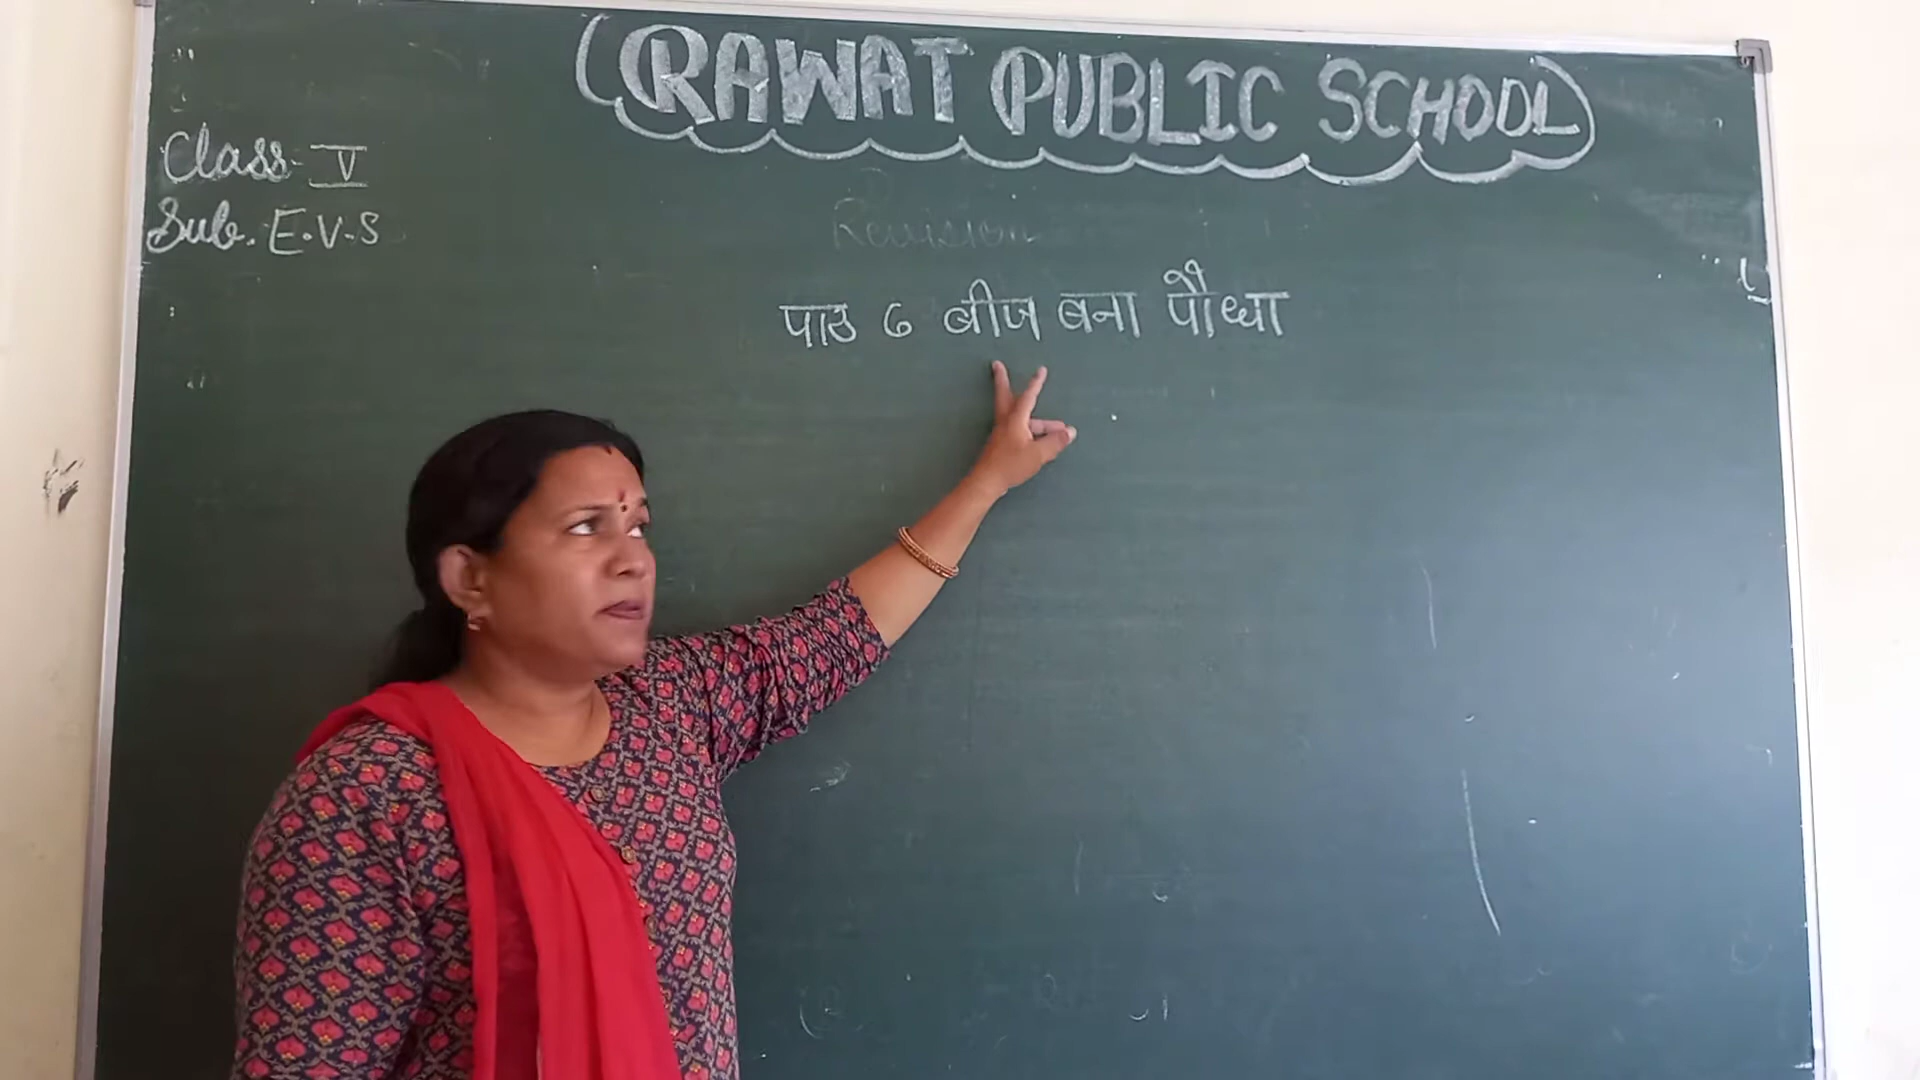 RAWAT PUBLIC SCHOOL
Class- V
Sub. E.V.S
Revision
पाठ 6 बीज बना पौधा